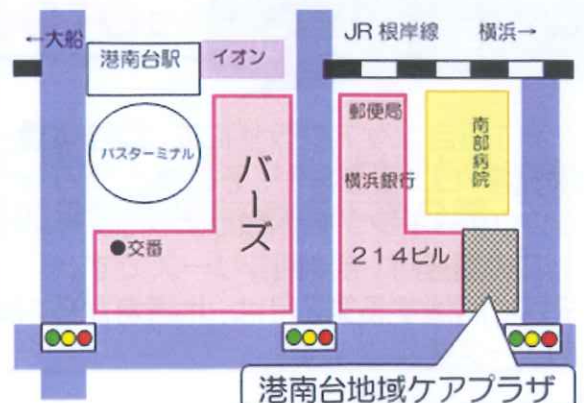 ←大船
JR 根岸線
横浜→
港南台駅
イオン
バスターミナル
バーズ
郵便局
南部病院
横浜銀行
●交番
214ビル
港南台地域ケアプラザ